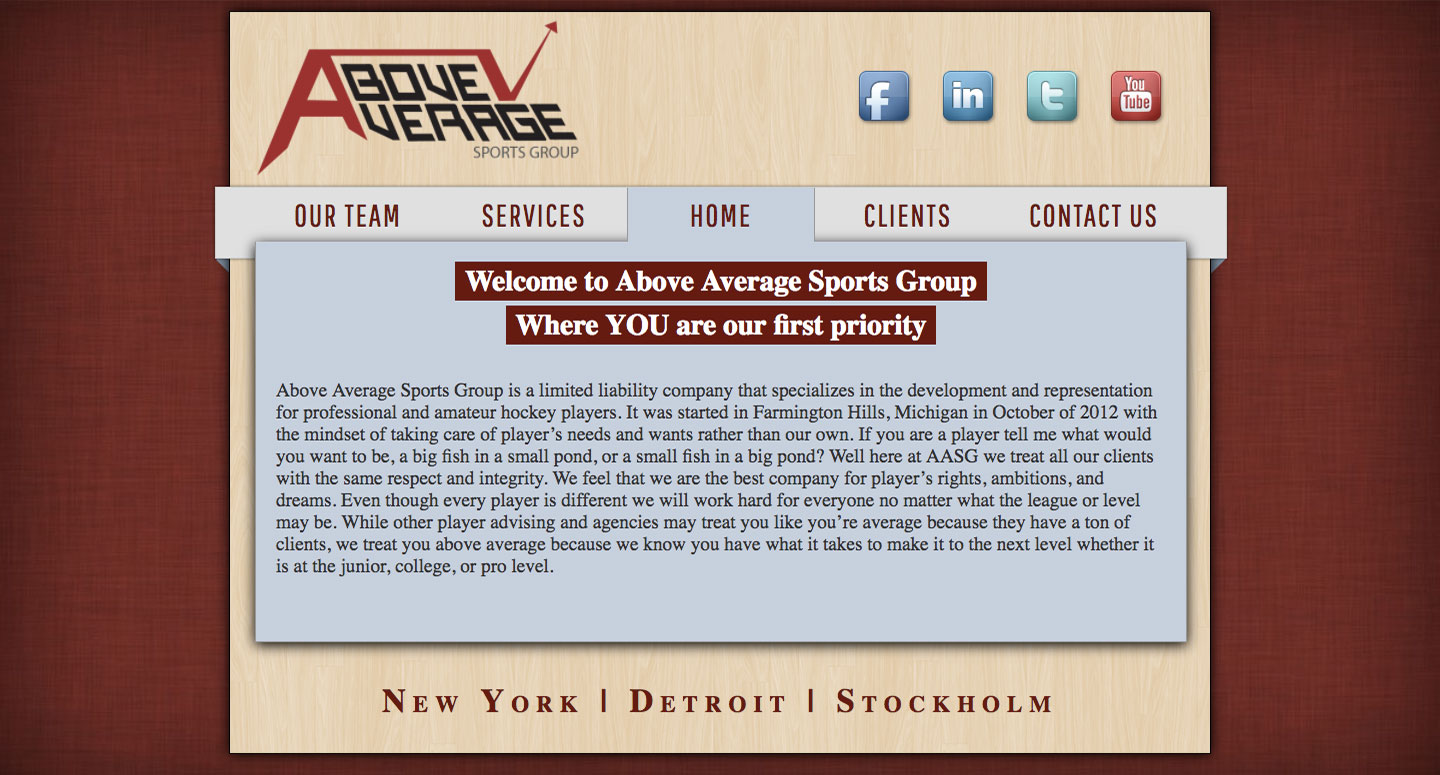 ABOVE
AVERAGE
SPORTS GROUP
f
in
t
You
Tube
OUR TEAM SERVICES HOME CLIENTS CONTACT US
Welcome to Above Average Sports Group
Where YOU are our first priority
Above Average Sports Group is a limited liability company that specializes in the development and representation
for professional and amateur hockey players. It was started in Farmington Hills, Michigan in October of 2012 with
the mindset of taking care of player’s needs and wants rather than our own. If you are a player tell me what would
you want to be, a big fish in a small pond, or a small fish in a big pond? Well here at AASG we treat all our clients
with the same respect and integrity. We feel that we are the best company for player’s rights, ambitions, and
dreams. Even though every player is different we will work hard for everyone no matter what the league or level
may be. While other player advising and agencies may treat you like you’re average because they have a ton of
clients, we treat you above average because we know you have what it takes to make it to the next level whether it
is at the junior, college, or pro level.
New York | Detroit | Stockholm